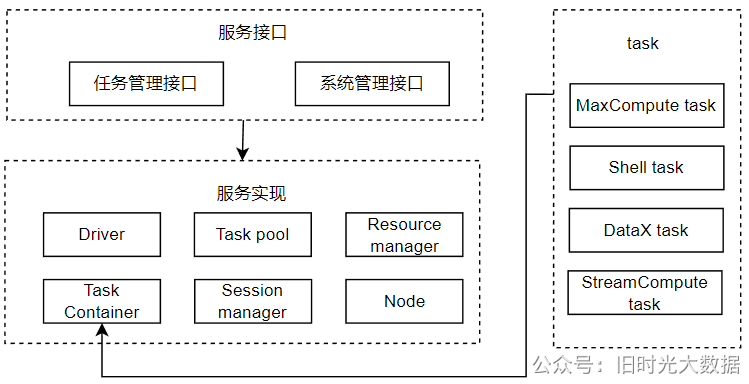 服务接口
任务管理接口
系统管理接口
服务实现
Driver
Task pool
Resource
manager
Task
Container
Session
manager
Node
task
MaxCompute task
Shell task
DataX task
StreamCompute
task
公众号：旧时光大数据